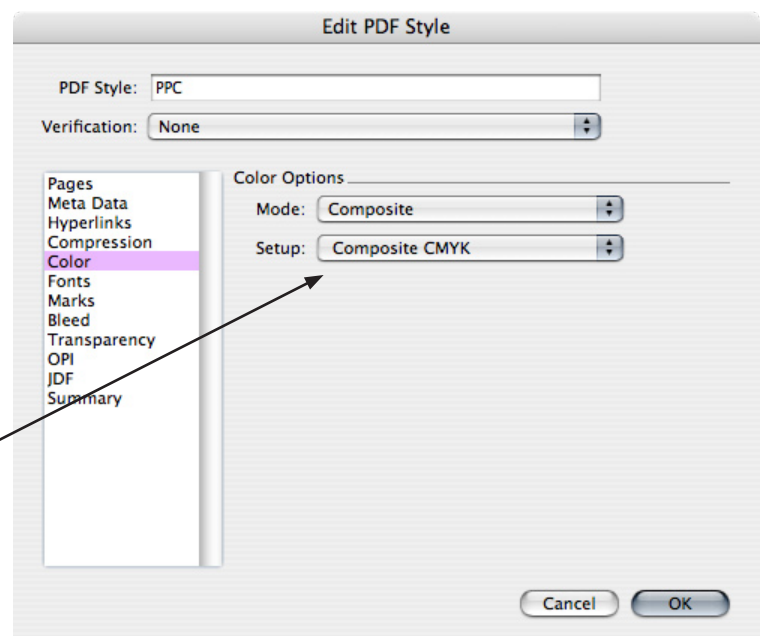 Edit PDF Style
PDF Style: PPC
Verification: None
Pages
Meta Data
Hyperlinks
Compression
Color
Fonts
Marks
Bleed
Transparency
OPI
JDF
Summary
Color Options
Mode: Composite
Setup: Composite CMYK
Cancel OK